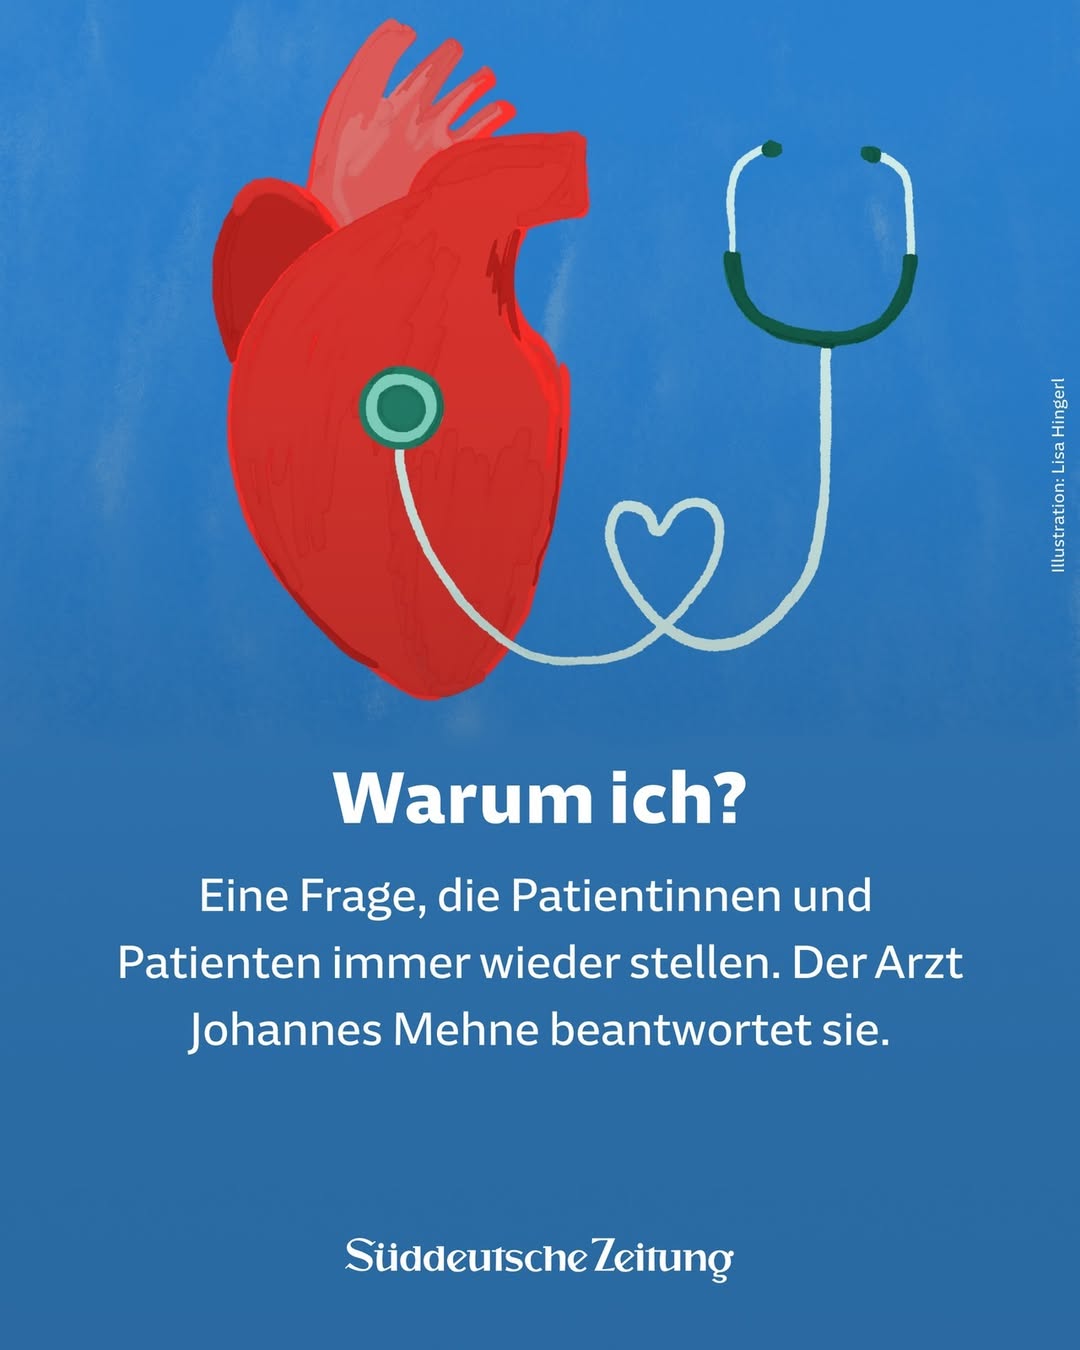 Illustration: Lisa Hingerl
Warum ich?
Eine Frage, die Patientinnen und
Patienten immer wieder stellen. Der Arzt
Johannes Mehne beantwortet sie.
Süddeutsche Zeitung